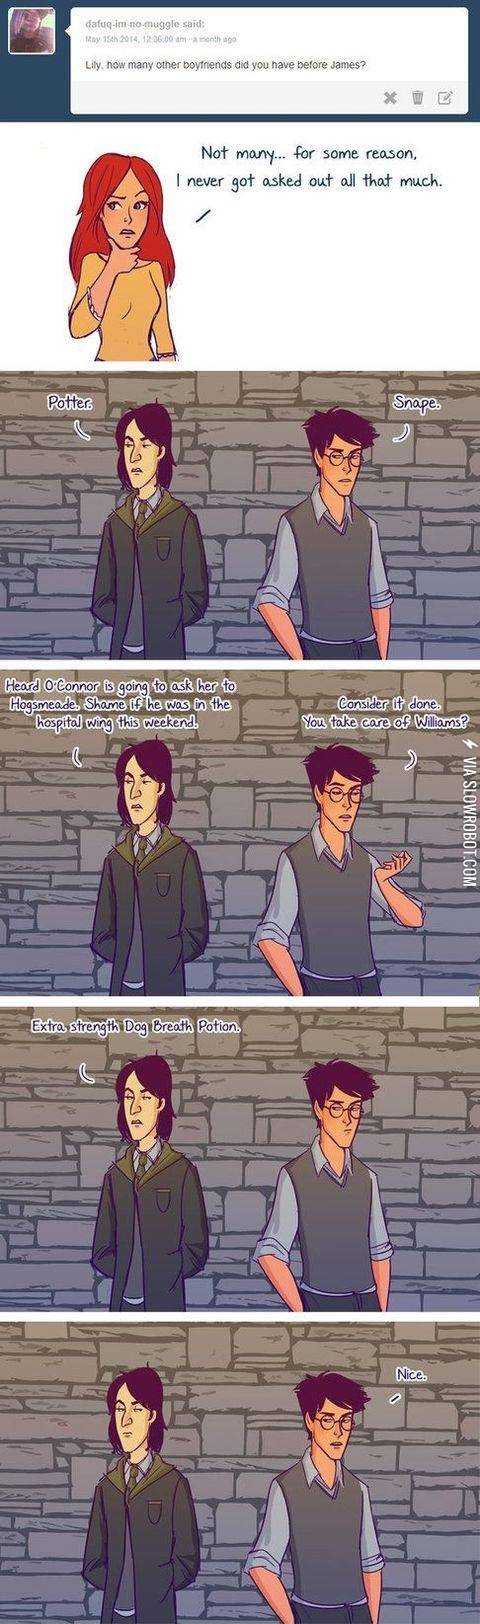 dafuq-im-no-muggle said:
May 15th 2014, 12:36:00 am · a month ago
Lily, how many other boyfriends did you have before James?
Not many... for some reason,
I never got asked out all that much.
Potter.
Snape.
Heard O'Connor is going to ask her to
Hogsmeade. Shame if he was in the
hospital wing this weekend.
Consider it done.
You take care of Williams?
VIA SLOWROBOT.COM
Extra strength Dog Breath Potion.
Nice.